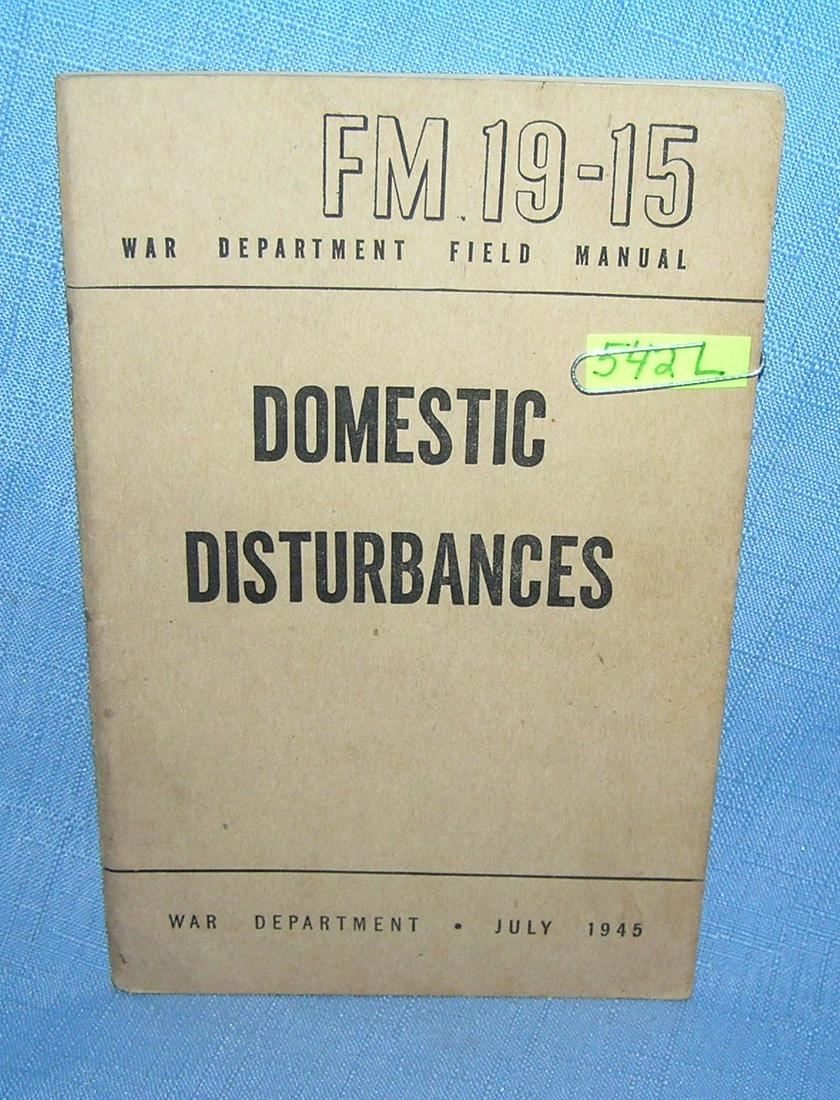 FM 19-15
WAR DEPARTMENT FIELD MANUAL
542L
DOMESTIC
DISTURBANCES
WAR DEPARTMENT • JULY 1945